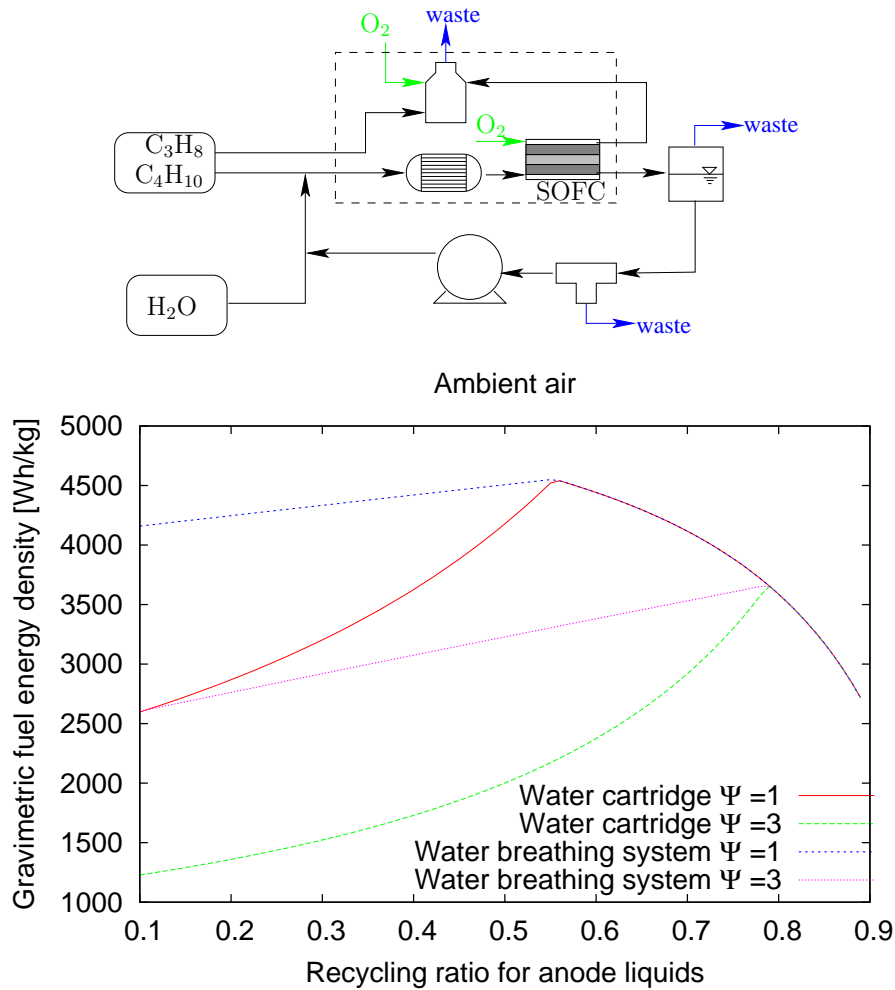 waste
O₂
O₂
waste
C₃H₈
C₄H₁₀
SOFC
H₂O
waste
Ambient air
Gravimetric fuel energy density [Wh/kg]
5000
4500
4000
3500
3000
2500
2000
1500
1000
Water cartridge Ψ =1
Water cartridge Ψ =3
Water breathing system Ψ =1
Water breathing system Ψ =3
0.1 0.2 0.3 0.4 0.5 0.6 0.7 0.8 0.9
Recycling ratio for anode liquids